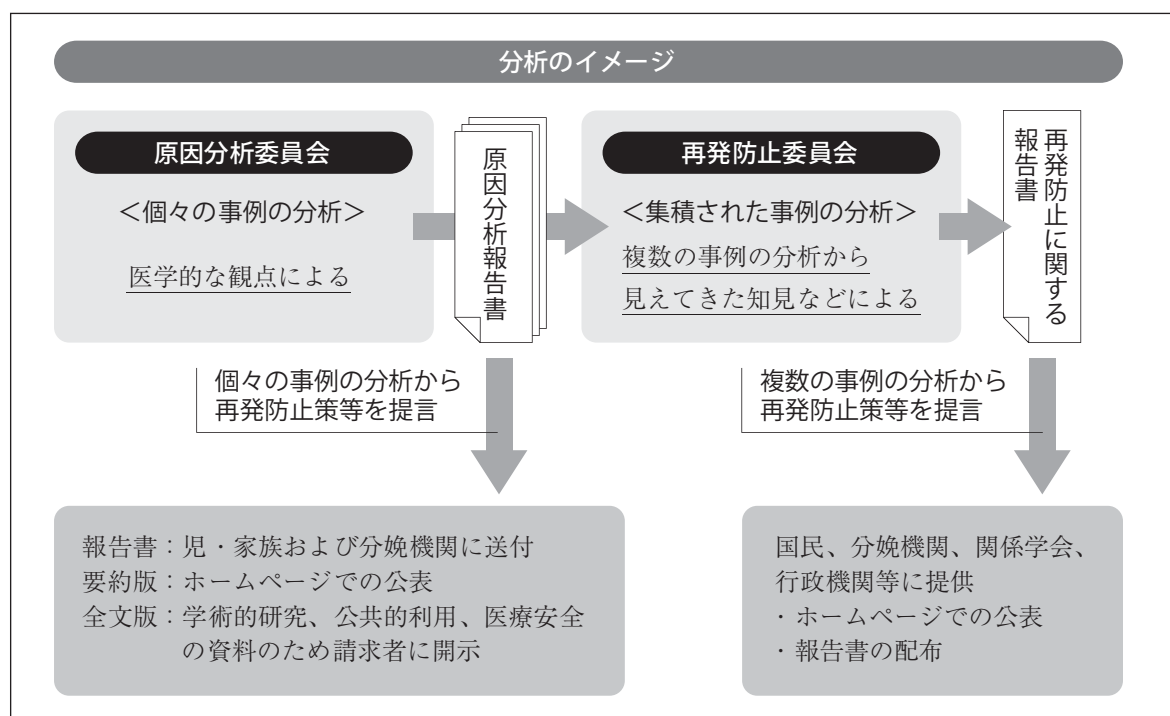 分析のイメージ
原因分析委員会
<個々の事例の分析>
医学的な観点による
原因分析報告書
再発防止委員会
<集積された事例の分析>
複数の事例の分析から
見えてきた知見などによる
再発防止に関する
報告書
個々の事例の分析から
再発防止策等を提言
複数の事例の分析から
再発防止策等を提言
報告書:児・家族および分娩機関に送付
要約版:ホームページでの公表
全文版:学術的研究、公共的利用、医療安全
の資料のため請求者に開示
国民、分娩機関、関係学会、
行政機関等に提供
・ホームページでの公表
・報告書の配布